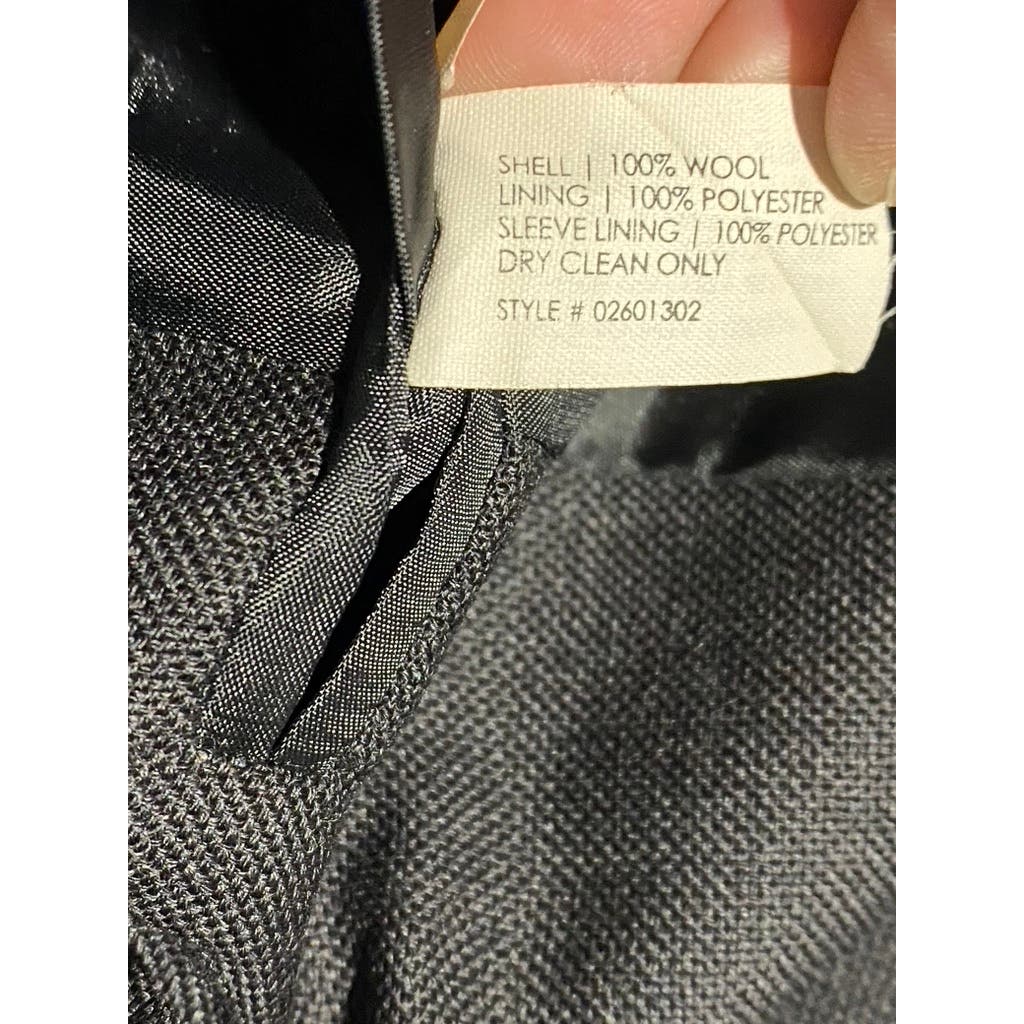 SHELL | 100% WOOL
LINING | 100% POLYESTER
SLEEVE LINING | 100% POLYESTER
DRY CLEAN ONLY
STYLE # 02601302